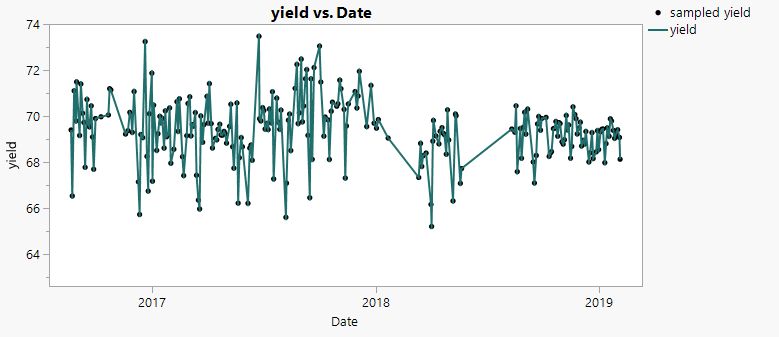 yield vs. Date
sampled yield
yield
74
72
70
68
66
64
yield
2017
2018
2019
Date